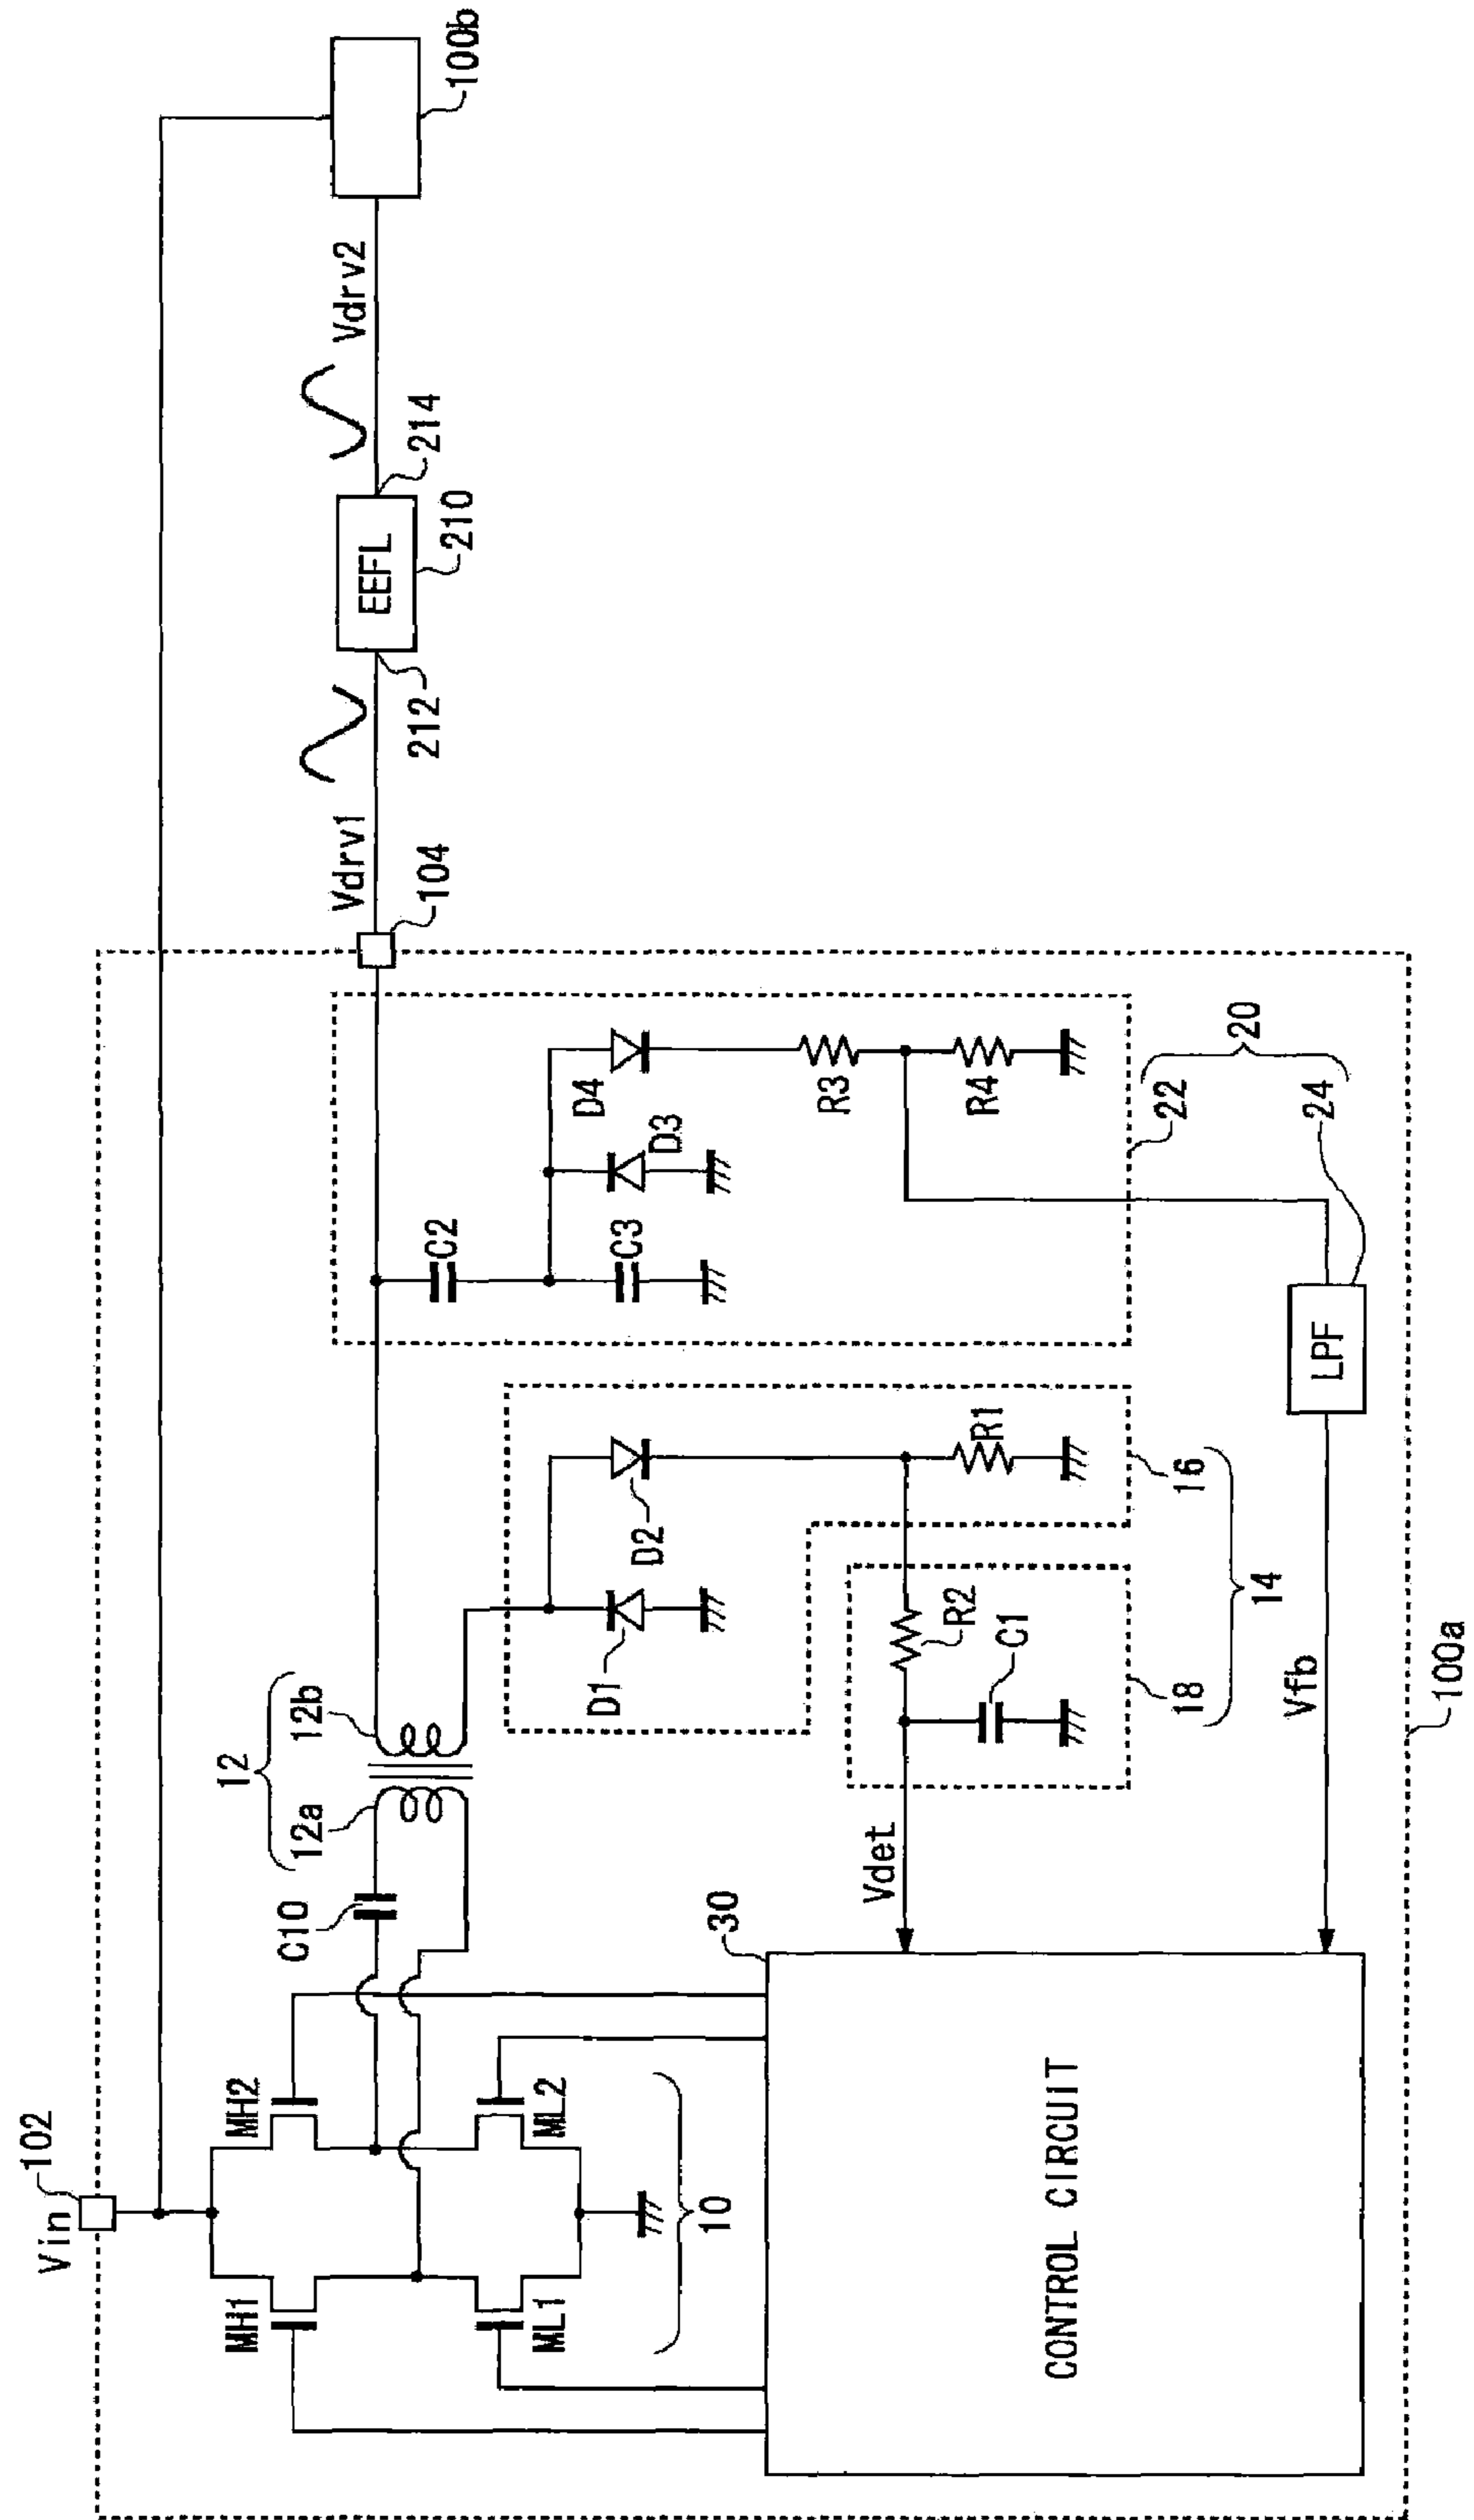 Vin
102
MH1
MH2
ML1
ML2
10
C10
12
12a
12b
30
CONTROL CIRCUIT
Vdet
Vfb
D1
D2
R1
R2
C1
16
18
14
C2
C3
D3
D4
R3
R4
22
24
20
LPF
100a
104
Vdrv1
212
EEFL
210
214
Vdrv2
100b